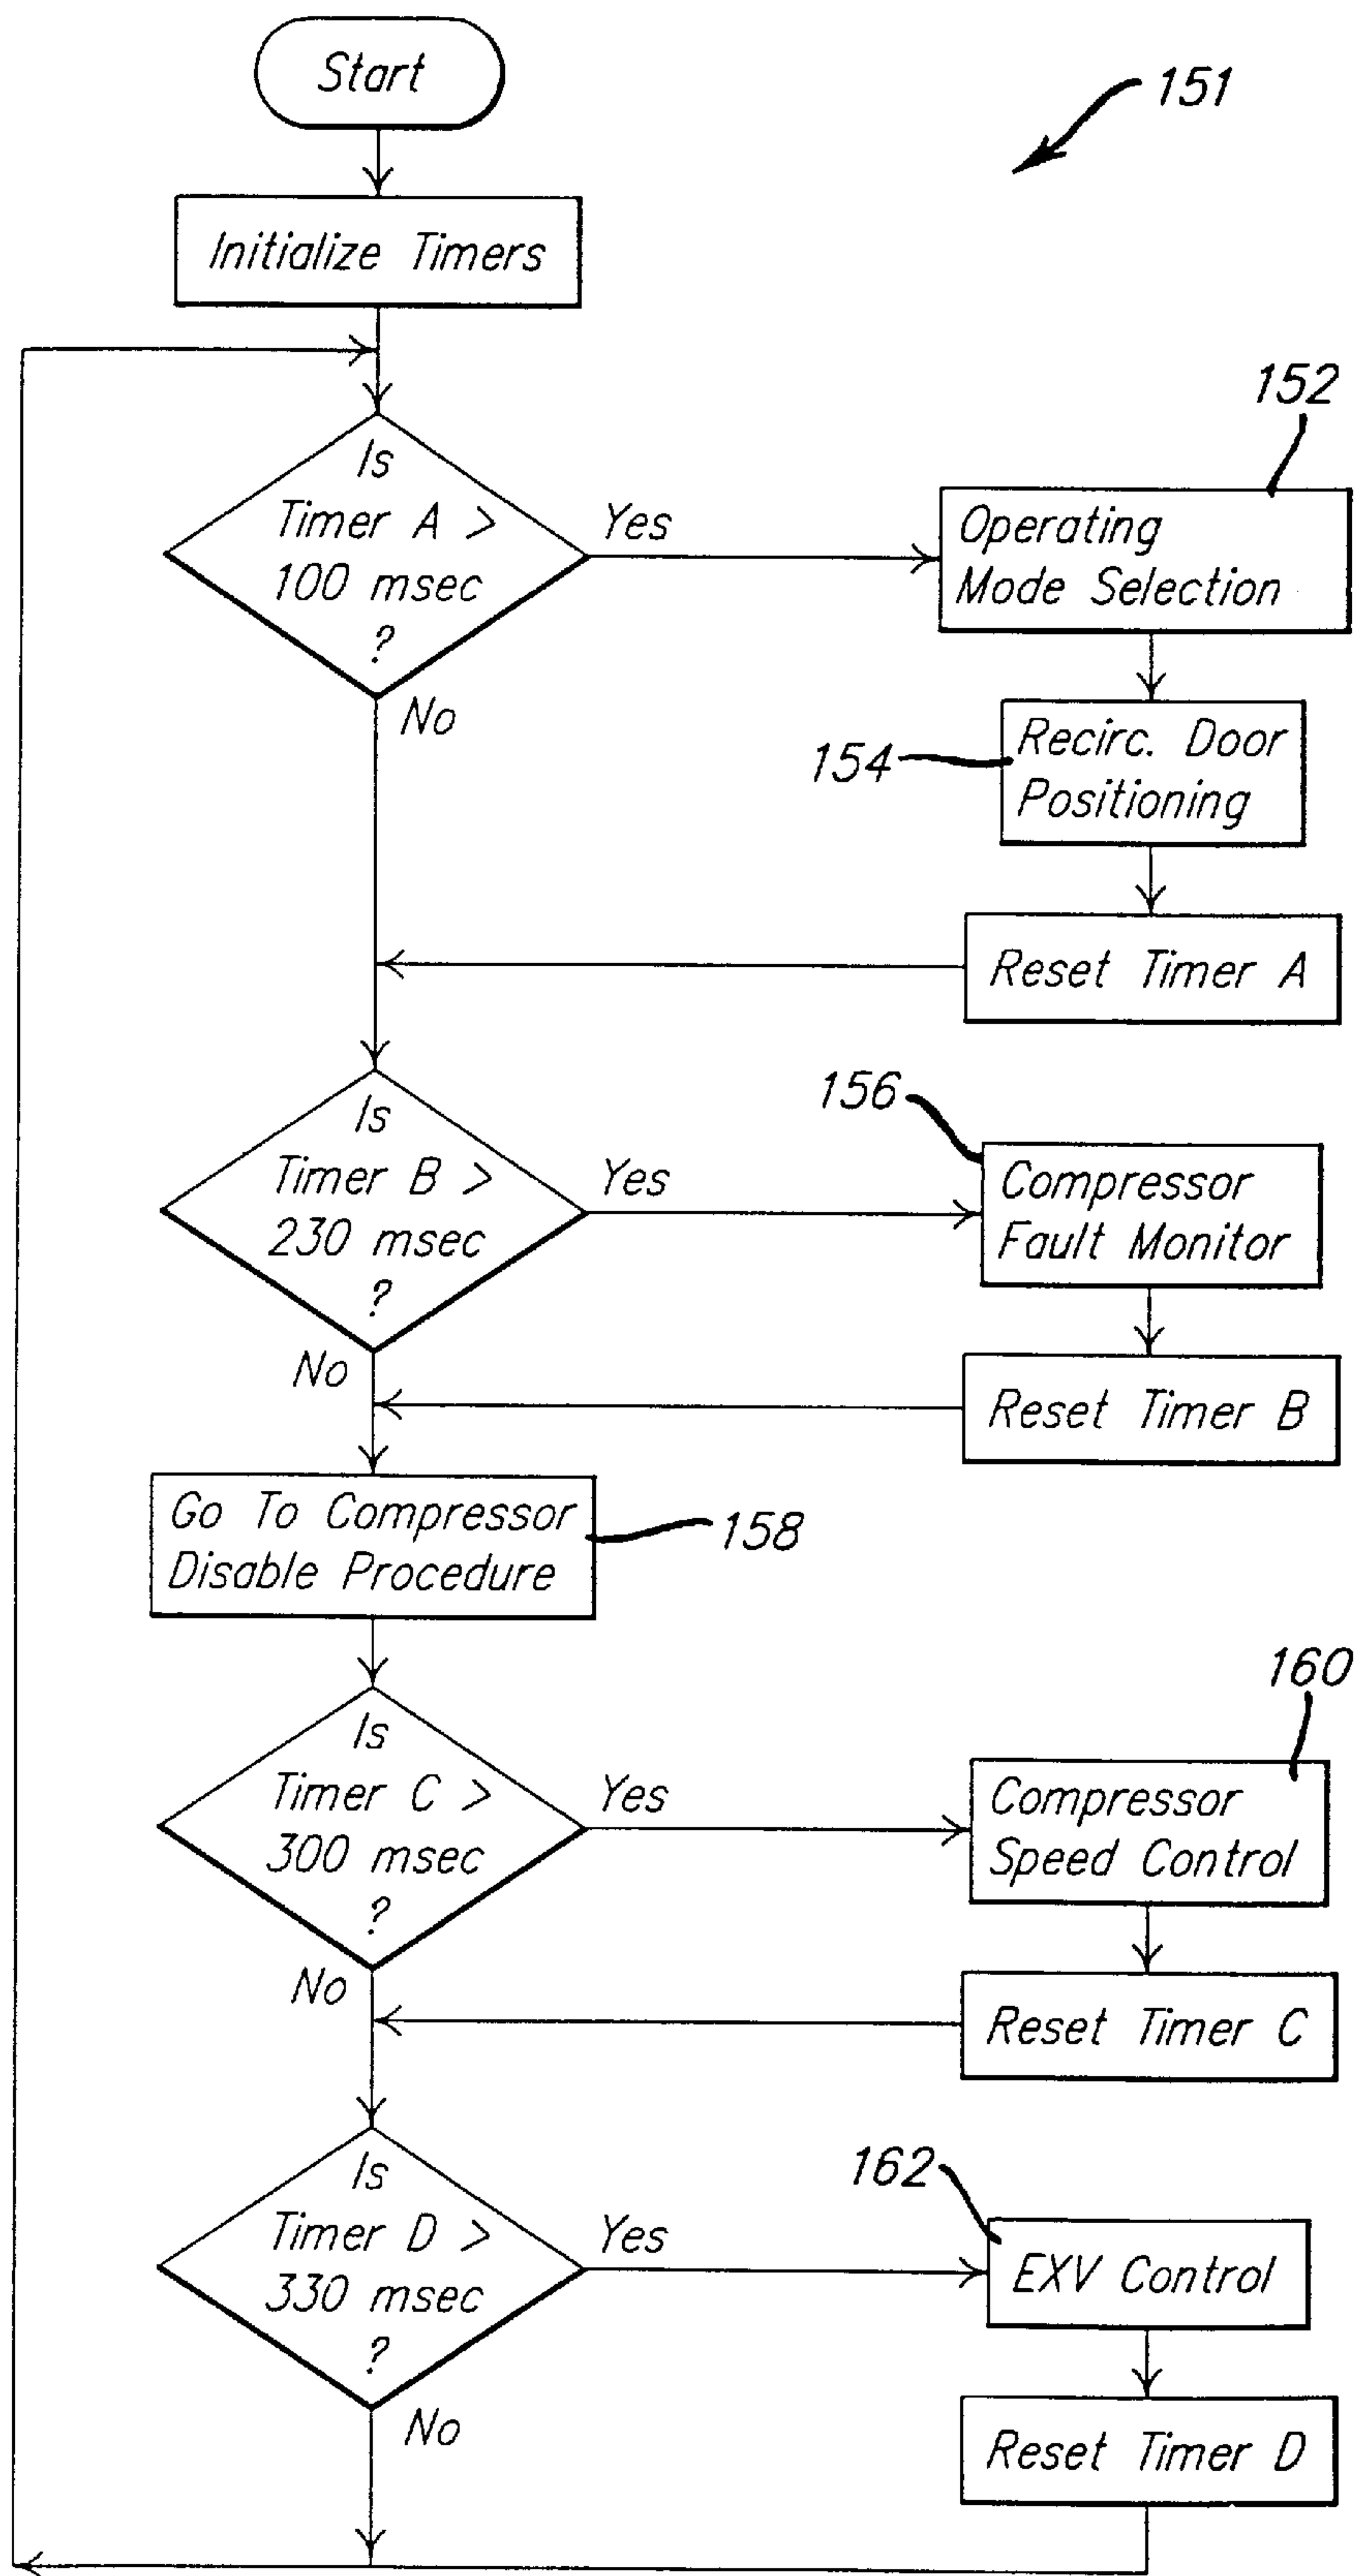 Start
151
Initialize Timers
152
Is
Timer A >
100 msec
?
Yes
No
Operating
Mode Selection
154
Recirc. Door
Positioning
Reset Timer A
156
Is
Timer B >
230 msec
?
Yes
No
Compressor
Fault Monitor
Reset Timer B
Go To Compressor
Disable Procedure
158
160
Is
Timer C >
300 msec
?
Yes
No
Compressor
Speed Control
Reset Timer C
162
Is
Timer D >
330 msec
?
Yes
No
EXV Control
Reset Timer D